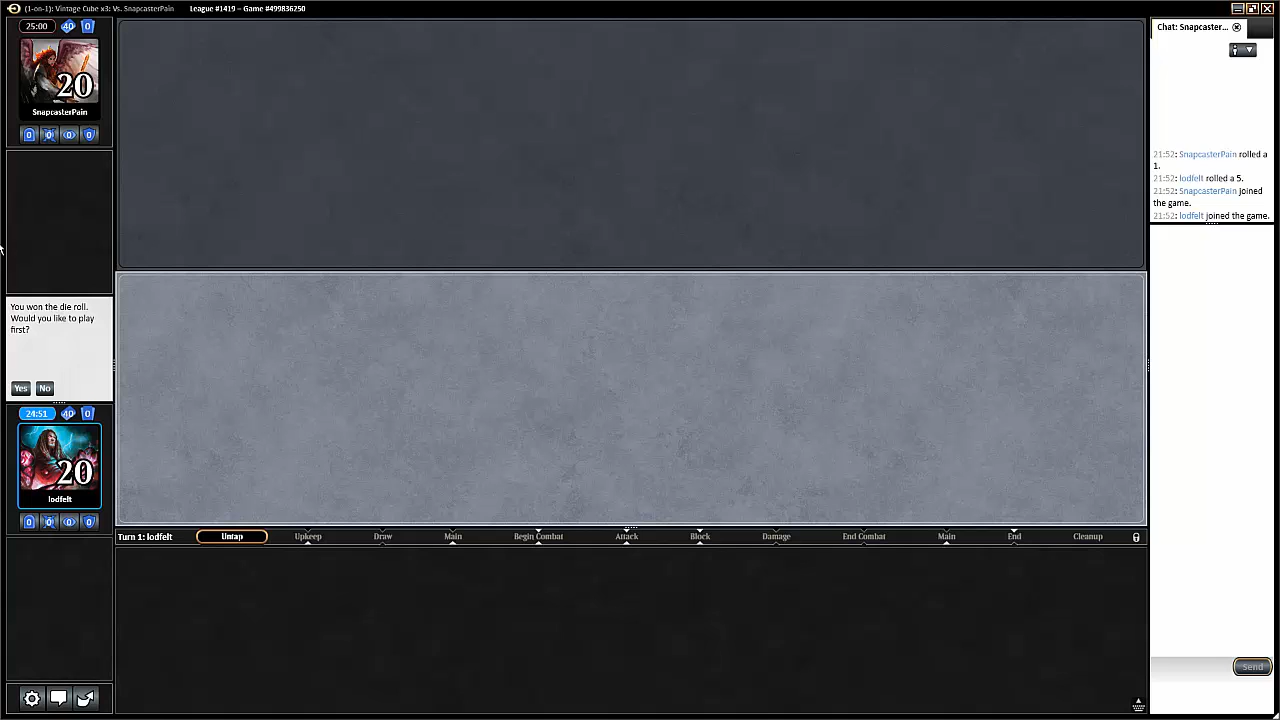 (1-on-1): Vintage Cube x3: Vs. SnapcasterPain League #1419 – Game #499836250
25:00 40 0
20
SnapcasterPain
0 0 0 0
You won the die roll.
Would you like to play
first?
Yes No
24:51 40 0
20
lodfelt
0 0 0 0
Turn 1: lodfelt Untap Upkeep Draw Main Begin Combat Attack Block Damage End Combat Main End Cleanup
Chat: Snapcaster...
21:52: SnapcasterPain rolled a
1.
21:52: lodfelt rolled a 5.
21:52: SnapcasterPain joined
the game.
21:52: lodfelt joined the game.
Send